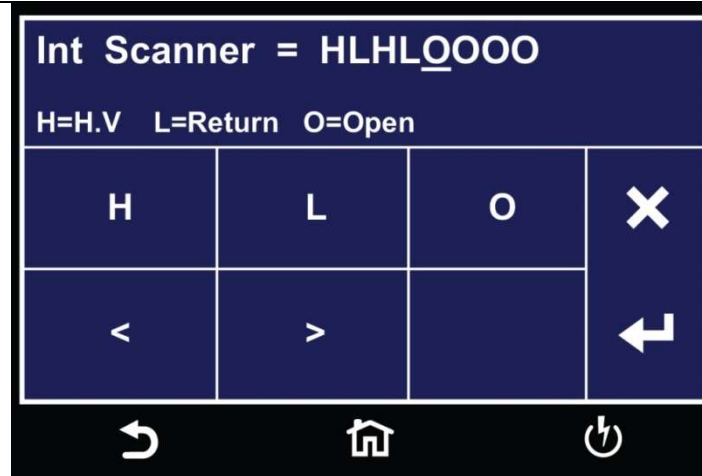 Int Scanner = HLHLOOOO
H=H.V L=Return O=Open
H L O
< >